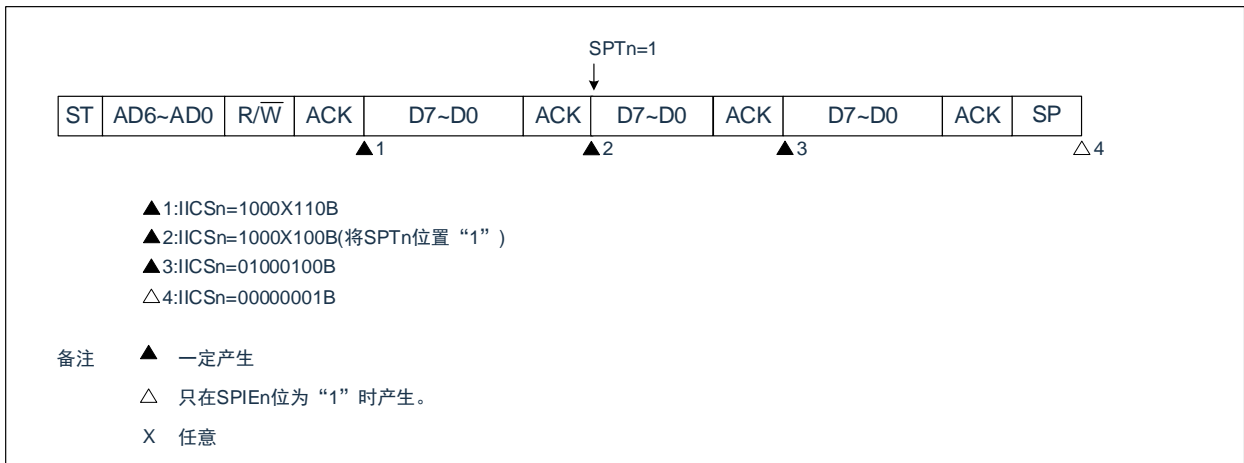 SPTn=1
ST AD6~AD0 R/W̅ ACK D7~D0 ACK D7~D0 ACK D7~D0 ACK SP
▲1 ▲2 ▲3 △4
▲1:IICSn=1000X110B
▲2:IICSn=1000X100B(将SPTn位置“1”)
▲3:IICSn=01000100B
△4:IICSn=00000001B
备注 ▲ 一定产生
△ 只在SPIEn位为“1”时产生。
X 任意